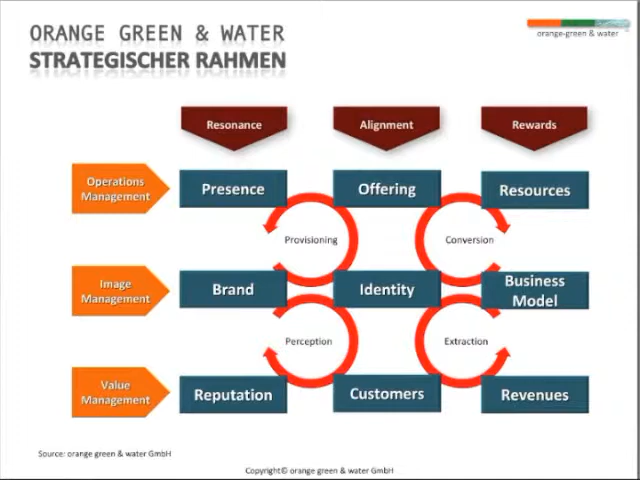 ORANGE GREEN & WATER
STRATEGISCHER RAHMEN
orange-green & water
Resonance
Alignment
Rewards
Operations
Management
Presence
Offering
Resources
Provisioning
Conversion
Image
Management
Brand
Identity
Business
Model
Perception
Extraction
Value
Management
Reputation
Customers
Revenues
Source: orange green & water GmbH
Copyright© orange green & water GmbH